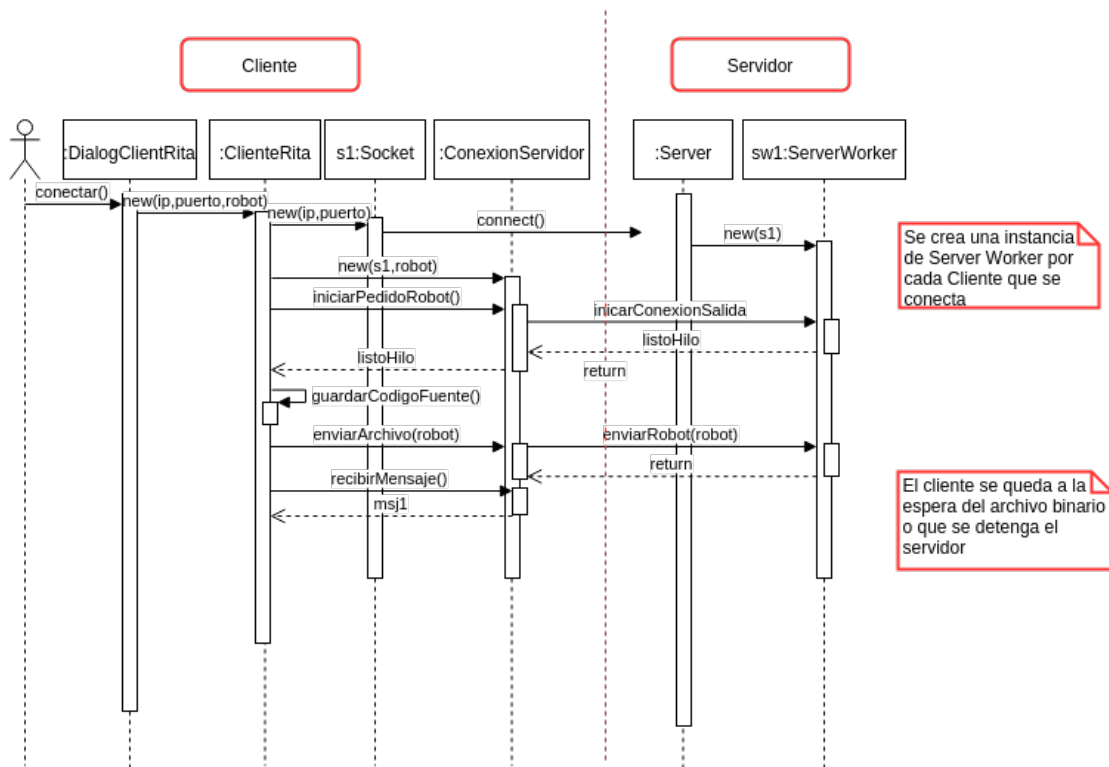 Cliente
Servidor
:DialogClientRita
:ClienteRita
s1:Socket
:ConexionServidor
:Server
sw1:ServerWorker
conectar()
new(ip,puerto,robot)
new(ip,puerto)
connect()
new(s1)
Se crea una instancia
de Server Worker por
cada Cliente que se
conecta
new(s1,robot)
iniciarPedidoRobot()
inicarConexionSalida
listoHilo
listoHilo
return
guardarCodigoFuente()
enviarArchivo(robot)
enviarRobot(robot)
return
recibirMensaje()
msj1
El cliente se queda a la
espera del archivo binario
o que se detenga el
servidor